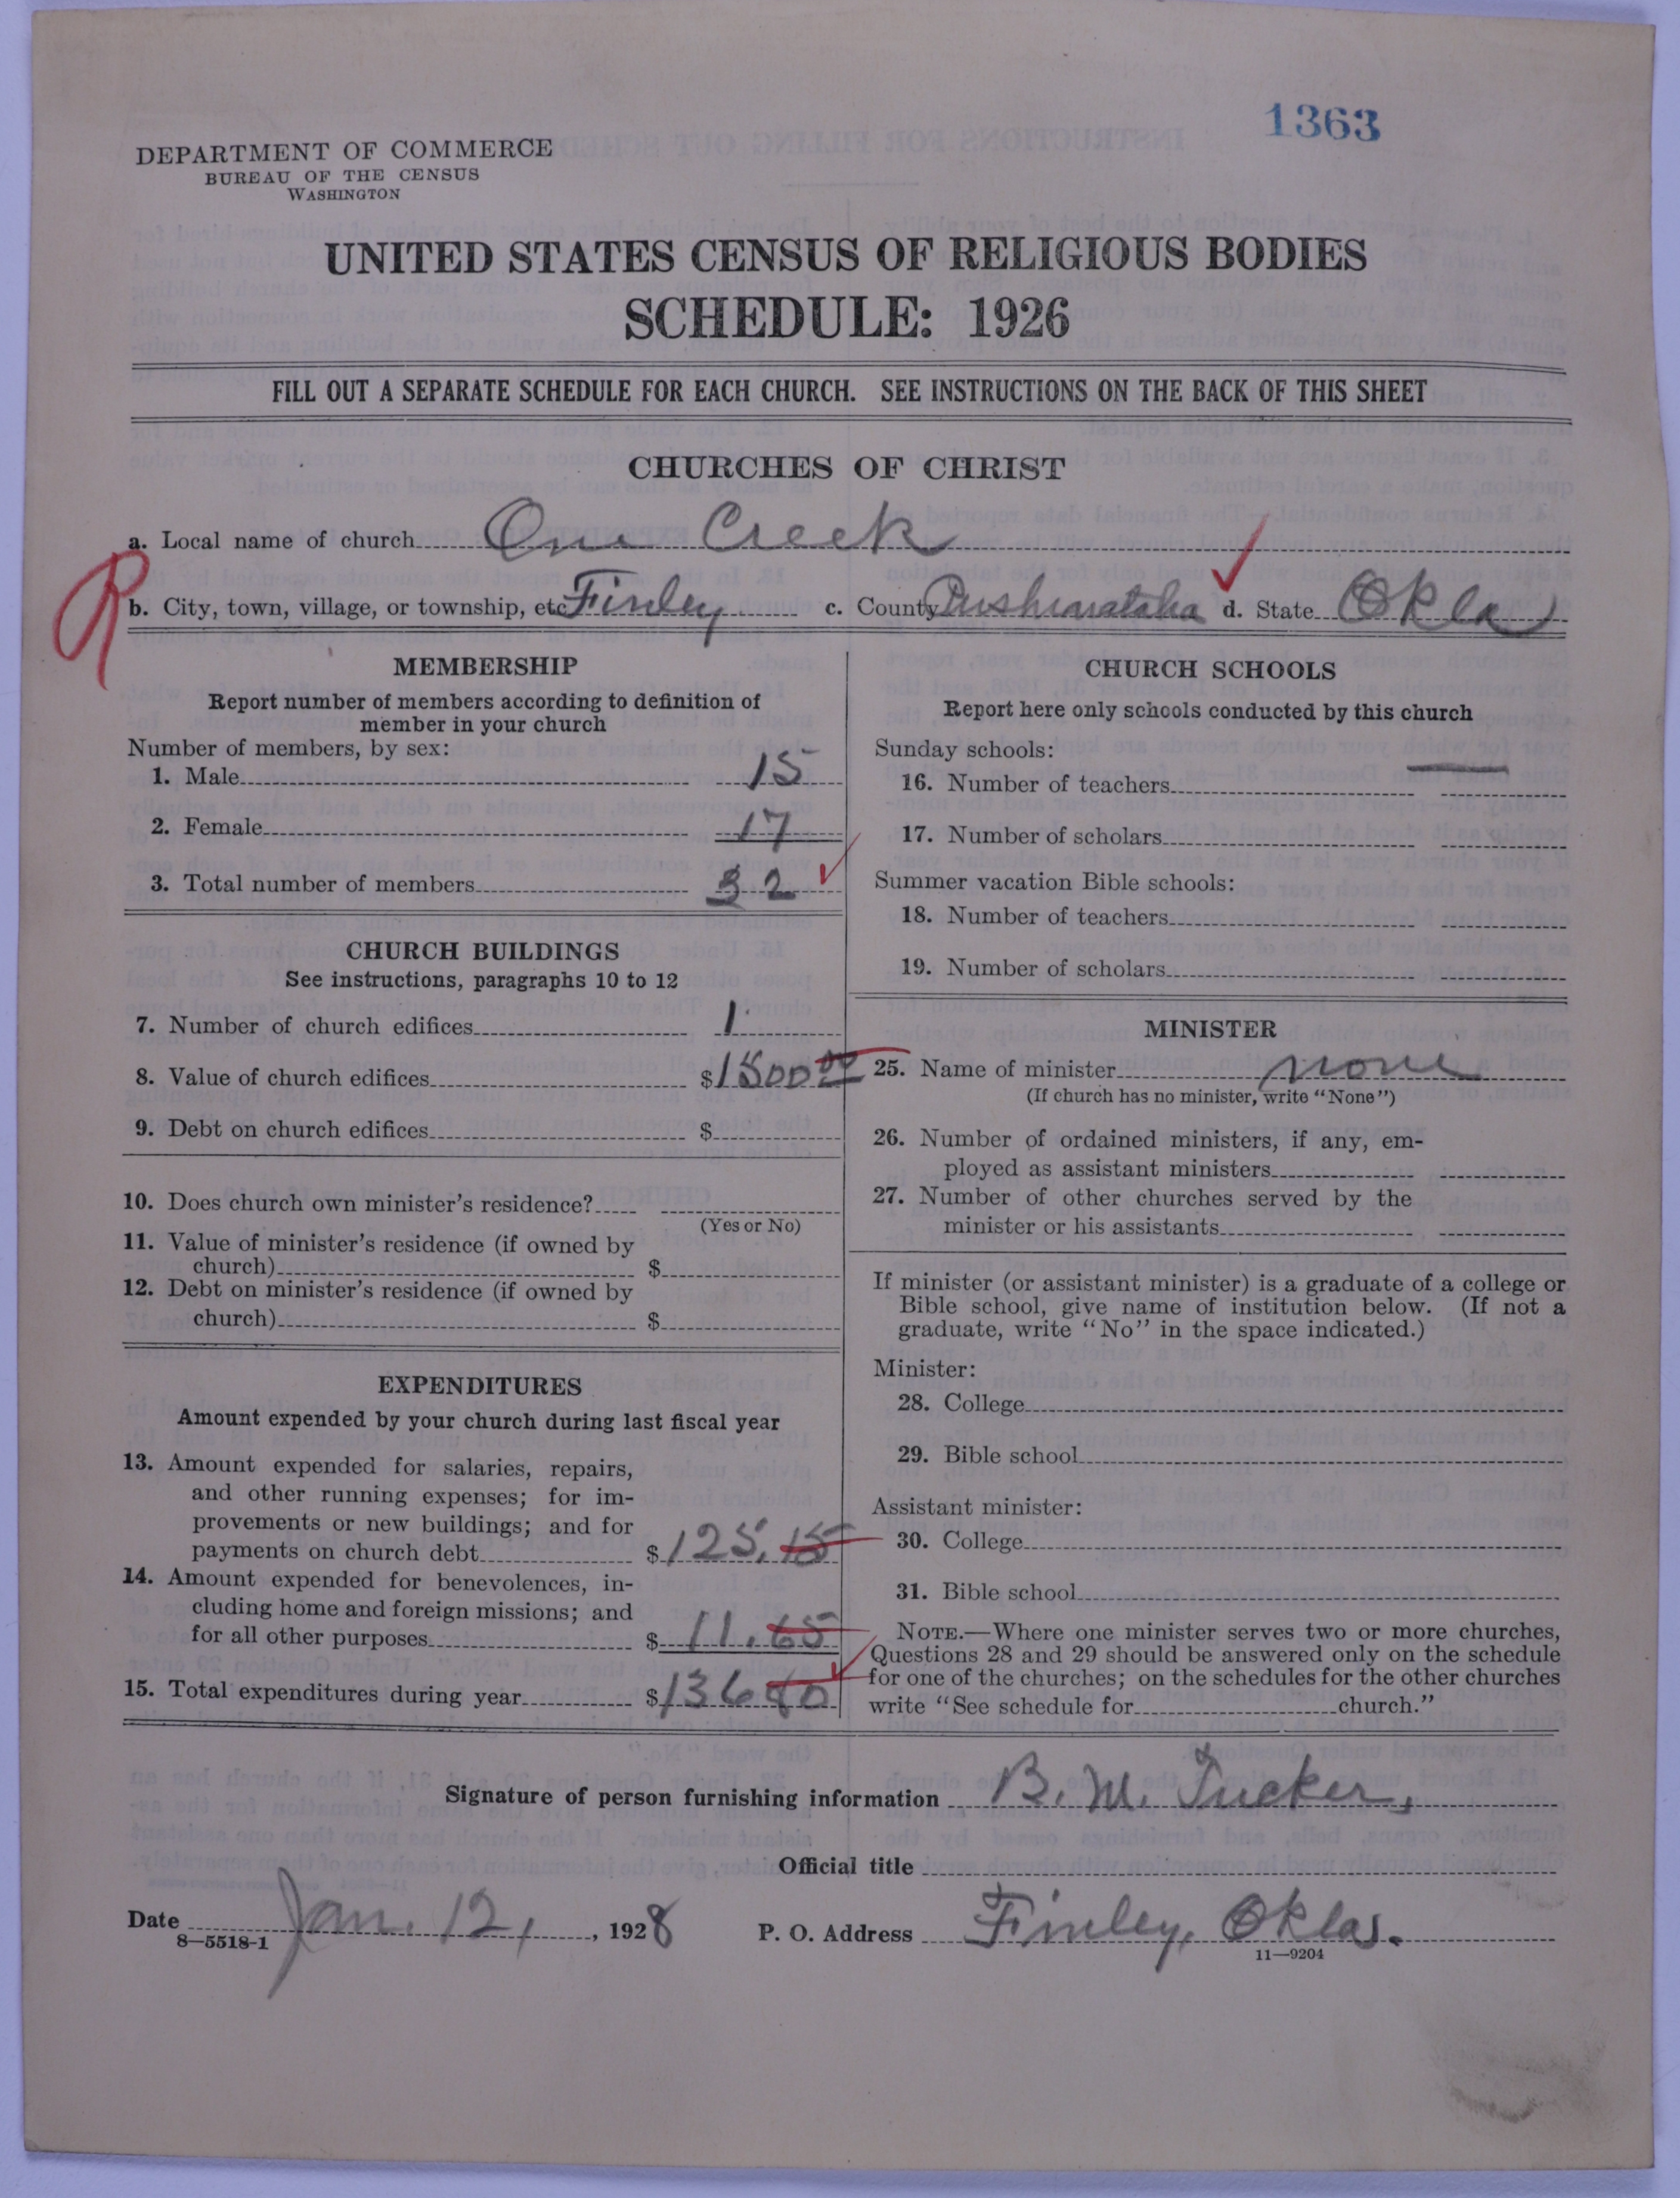 1363
DEPARTMENT OF COMMERCE
BUREAU OF THE CENSUS
WASHINGTON
UNITED STATES CENSUS OF RELIGIOUS BODIES
SCHEDULE: 1926
FILL OUT A SEPARATE SCHEDULE FOR EACH CHURCH. SEE INSTRUCTIONS ON THE BACK OF THIS SHEET
CHURCHES OF CHRIST
a. Local name of church One Creek
R
b. City, town, village, or township, etc Finley c. County Pushmataha d. State Okla
MEMBERSHIP
Report number of members according to definition of
member in your church
Number of members, by sex:
1. Male 15
2. Female 17
3. Total number of members 32
CHURCH BUILDINGS
See instructions, paragraphs 10 to 12
7. Number of church edifices 1
8. Value of church edifices $1500 00
9. Debt on church edifices $
10. Does church own minister's residence?
(Yes or No)
11. Value of minister's residence (if owned by
church) $
12. Debt on minister's residence (if owned by
church) $
EXPENDITURES
Amount expended by your church during last fiscal year
13. Amount expended for salaries, repairs,
and other running expenses; for im-
provements or new buildings; and for
payments on church debt $125.15
14. Amount expended for benevolences, in-
cluding home and foreign missions; and
for all other purposes $11.65
15. Total expenditures during year $136 80
CHURCH SCHOOLS
Report here only schools conducted by this church
Sunday schools:
16. Number of teachers
17. Number of scholars
Summer vacation Bible schools:
18. Number of teachers
19. Number of scholars
MINISTER
25. Name of minister none
(If church has no minister, write "None")
26. Number of ordained ministers, if any, em-
ployed as assistant ministers
27. Number of other churches served by the
minister or his assistants
If minister (or assistant minister) is a graduate of a college or
Bible school, give name of institution below. (If not a
graduate, write "No" in the space indicated.)
Minister:
28. College
29. Bible school
Assistant minister:
30. College
31. Bible school
NOTE.—Where one minister serves two or more churches,
Questions 28 and 29 should be answered only on the schedule
for one of the churches; on the schedules for the other churches
write "See schedule for church."
Signature of person furnishing information B. M. Tucker,
Official title
Date Jan. 12, , 1928 P. O. Address Finley, Oklas.
8—5518-1
11—9204